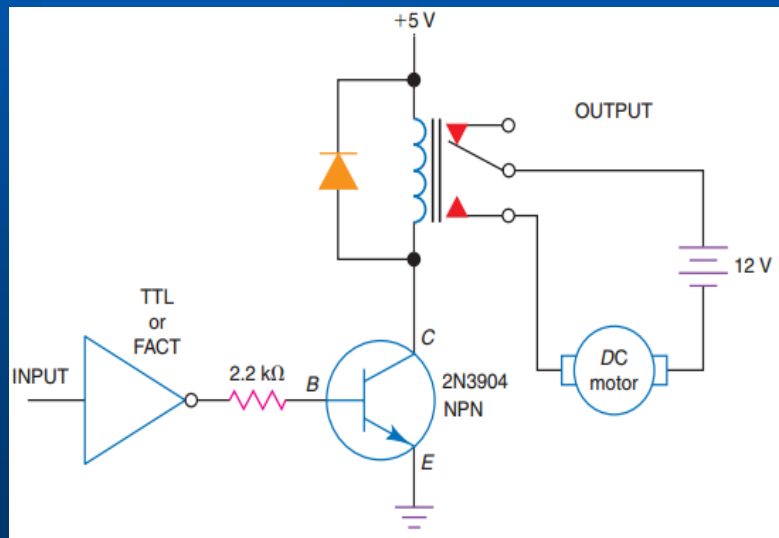 +5 V
OUTPUT
12 V
TTL
or
FACT
INPUT
2.2 kΩ
B
C
2N3904
NPN
E
DC
motor